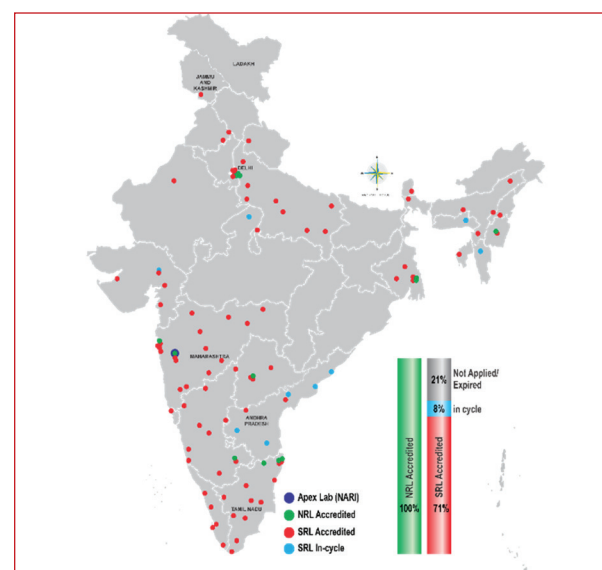 LADAKH
JAMMU
AND
KASHMIR
DELHI
MAHARASHTRA
ANDHRA
PRADESH
TAMIL NADU
Apex Lab (NARI)
NRL Accredited
SRL Accredited
SRL In-cycle
NRL Accredited
100%
21%
Not Applied/
Expired
8%
in cycle
SRL Accredited
71%